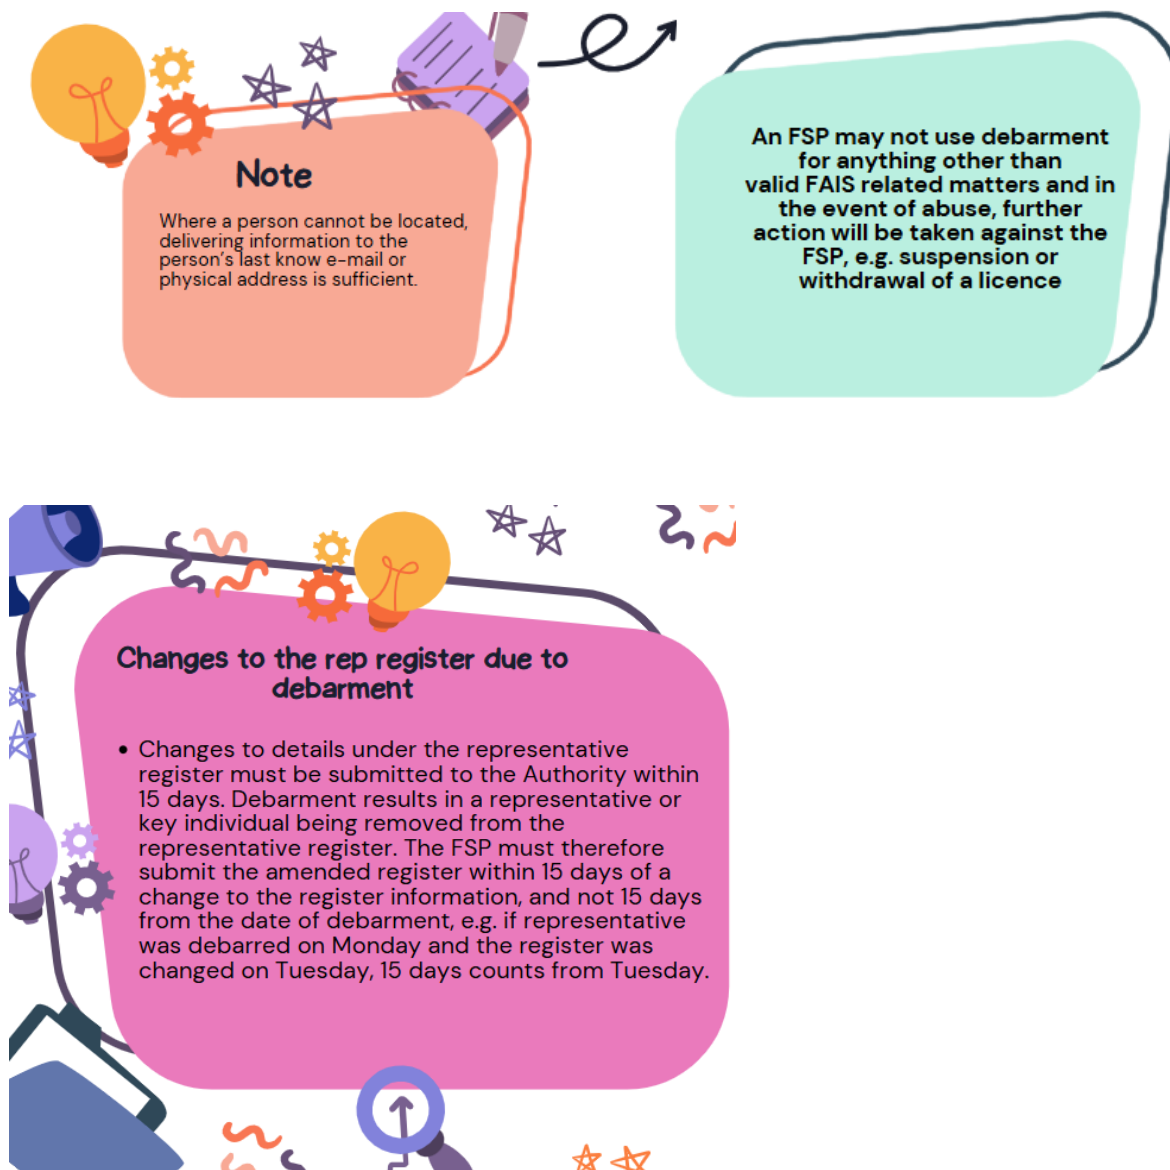 Note
Where a person cannot be located,
delivering information to the
person's last know e-mail or
physical address is sufficient.
An FSP may not use debarment
for anything other than
valid FAIS related matters and in
the event of abuse, further
action will be taken against the
FSP, e.g. suspension or
withdrawal of a licence
Changes to the rep register due to
debarment
• Changes to details under the representative
register must be submitted to the Authority within
15 days. Debarment results in a representative or
key individual being removed from the
representative register. The FSP must therefore
submit the amended register within 15 days of a
change to the register information, and not 15 days
from the date of debarment, e.g. if representative
was debarred on Monday and the register was
changed on Tuesday, 15 days counts from Tuesday.